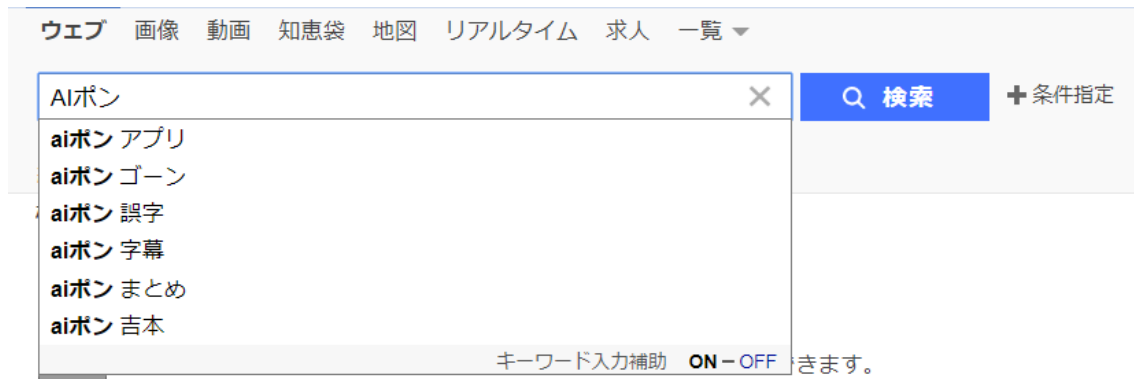 ウェブ 画像 動画 知恵袋 地図 リアルタイム 求人 一覧
AIポン 検索 条件指定
aiポン アプリ
aiポン ゴーン
aiポン 誤字
aiポン 字幕
aiポン まとめ
aiポン 吉本
キーワード入力補助 ON－OFF
きます。